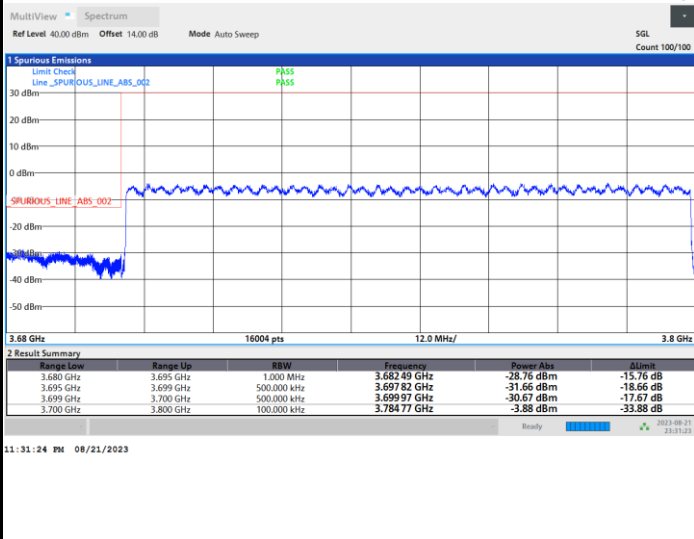 MultiView Spectrum
Ref Level 40.00 dBm Offset 14.00 dB Mode Auto Sweep SGL
Count 100/100
1 Spurious Emissions
Limit Check PASS
Line _SPURIOUS_LINE_ABS_002 PASS
30 dBm
20 dBm
10 dBm
0 dBm
-10 dBm
_SPURIOUS_LINE_ABS_002
-20 dBm
-30 dBm
-40 dBm
-50 dBm
3.68 GHz 16004 pts 12.0 MHz/ 3.8 GHz
2 Result Summary
Range Low Range Up RBW Frequency Power Abs ΔLimit
3.680 GHz 3.695 GHz 1.000 MHz 3.682 49 GHz -28.76 dBm -15.76 dB
3.695 GHz 3.699 GHz 500.000 kHz 3.697 82 GHz -31.66 dBm -18.66 dB
3.699 GHz 3.700 GHz 500.000 kHz 3.699 97 GHz -30.67 dBm -17.67 dB
3.700 GHz 3.800 GHz 100.000 kHz 3.784 77 GHz -3.88 dBm -33.88 dB
Ready 2023-08-21
23:31:23
11:31:24 PM 08/21/2023